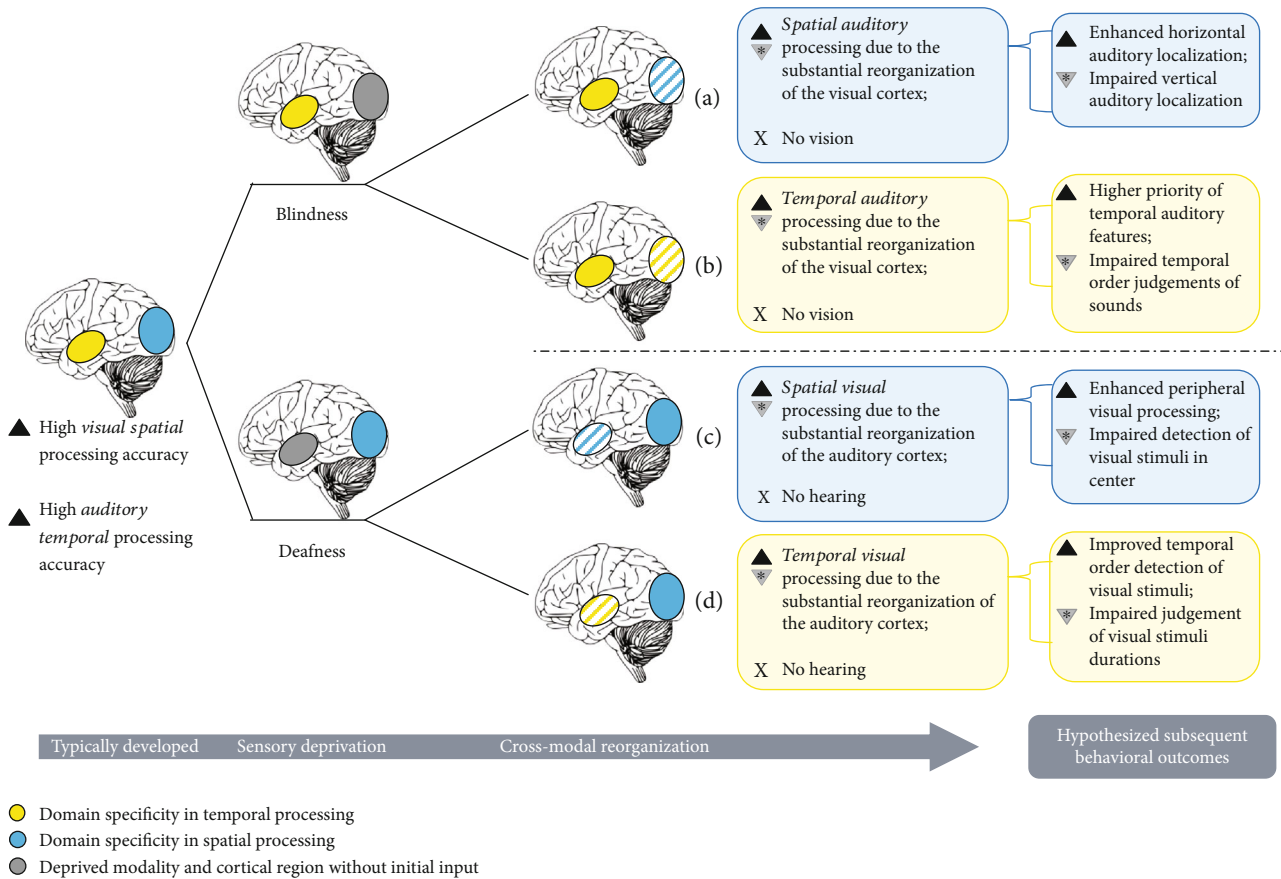 High visual spatial
processing accuracy
High auditory
temporal processing
accuracy
Blindness
Deafness
(a)
Spatial auditory
processing due to the
substantial reorganization
of the visual cortex;
X No vision
Enhanced horizontal
auditory localization;
* Impaired vertical
auditory localization
(b)
Temporal auditory
* processing due to the
substantial reorganization
of the visual cortex;
X No vision
Higher priority of
temporal auditory
features;
* Impaired temporal
order judgements of
sounds
(c)
Spatial visual
* processing due to the
substantial reorganization
of the auditory cortex;
X No hearing
Enhanced peripheral
visual processing;
* Impaired detection of
visual stimuli in
center
(d)
Temporal visual
* processing due to the
substantial reorganization of
the auditory cortex;
X No hearing
Improved temporal
order detection of
visual stimuli;
* Impaired judgement
of visual stimuli
durations
Typically developed Sensory deprivation Cross-modal reorganization
Hypothesized subsequent
behavioral outcomes
Domain specificity in temporal processing
Domain specificity in spatial processing
Deprived modality and cortical region without initial input